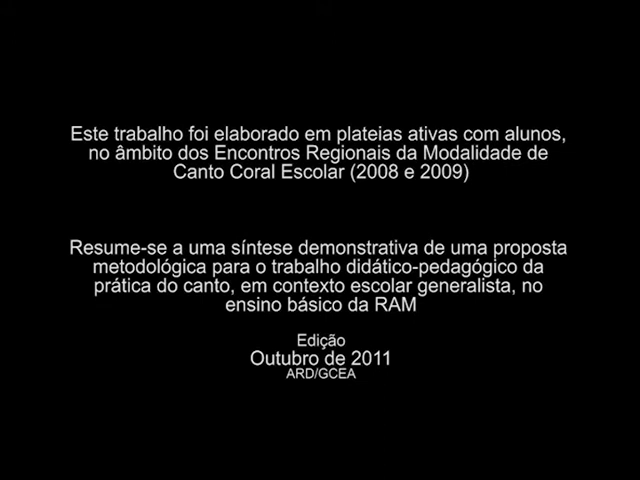 Este trabalho foi elaborado em plateias ativas com alunos,
no âmbito dos Encontros Regionais da Modalidade de
Canto Coral Escolar (2008 e 2009)
Resume-se a uma síntese demonstrativa de uma proposta
metodológica para o trabalho didático-pedagógico da
prática do canto, em contexto escolar generalista, no
ensino básico da RAM
Edição
Outubro de 2011
ARD/GCEA